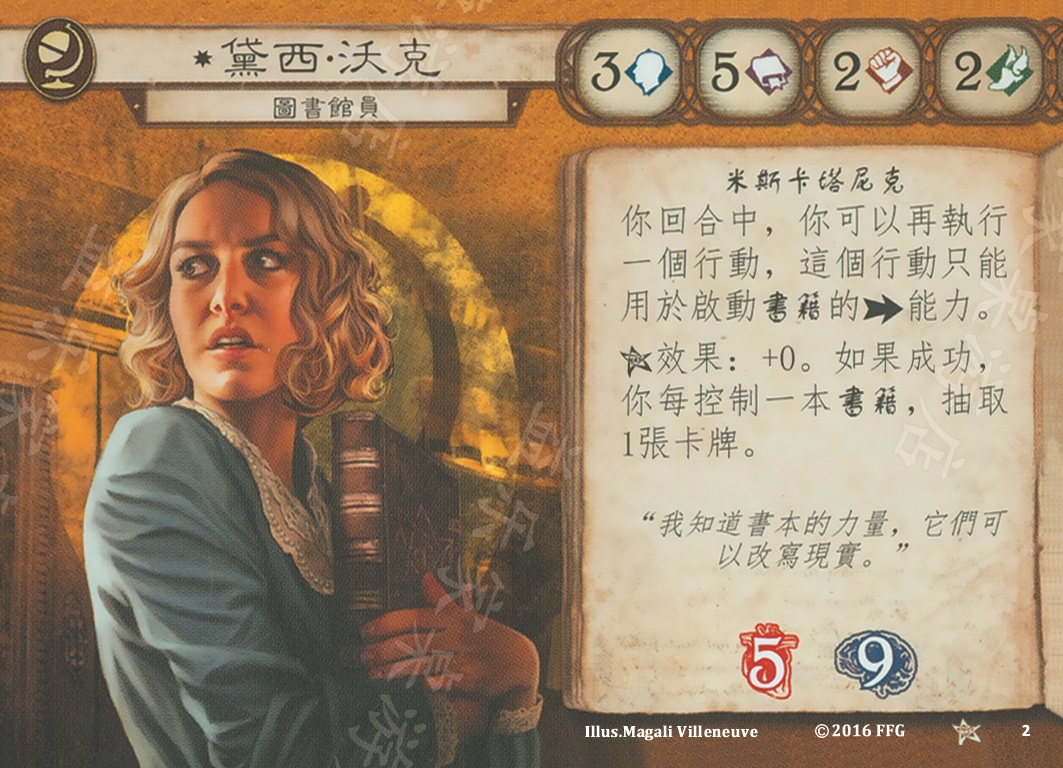 黛西·沃克
圖書館員
3 5 2 2
米斯卡塔尼克
你回合中，你可以再執行
一個行動，這個行動只能
用於啟動書籍的能力。
效果：+0。如果成功，
你每控制一本書籍，抽取
1張卡牌。
“我知道書本的力量，它們可
以改寫現實。”
5 9
Illus.Magali Villeneuve ©2016 FFG 2